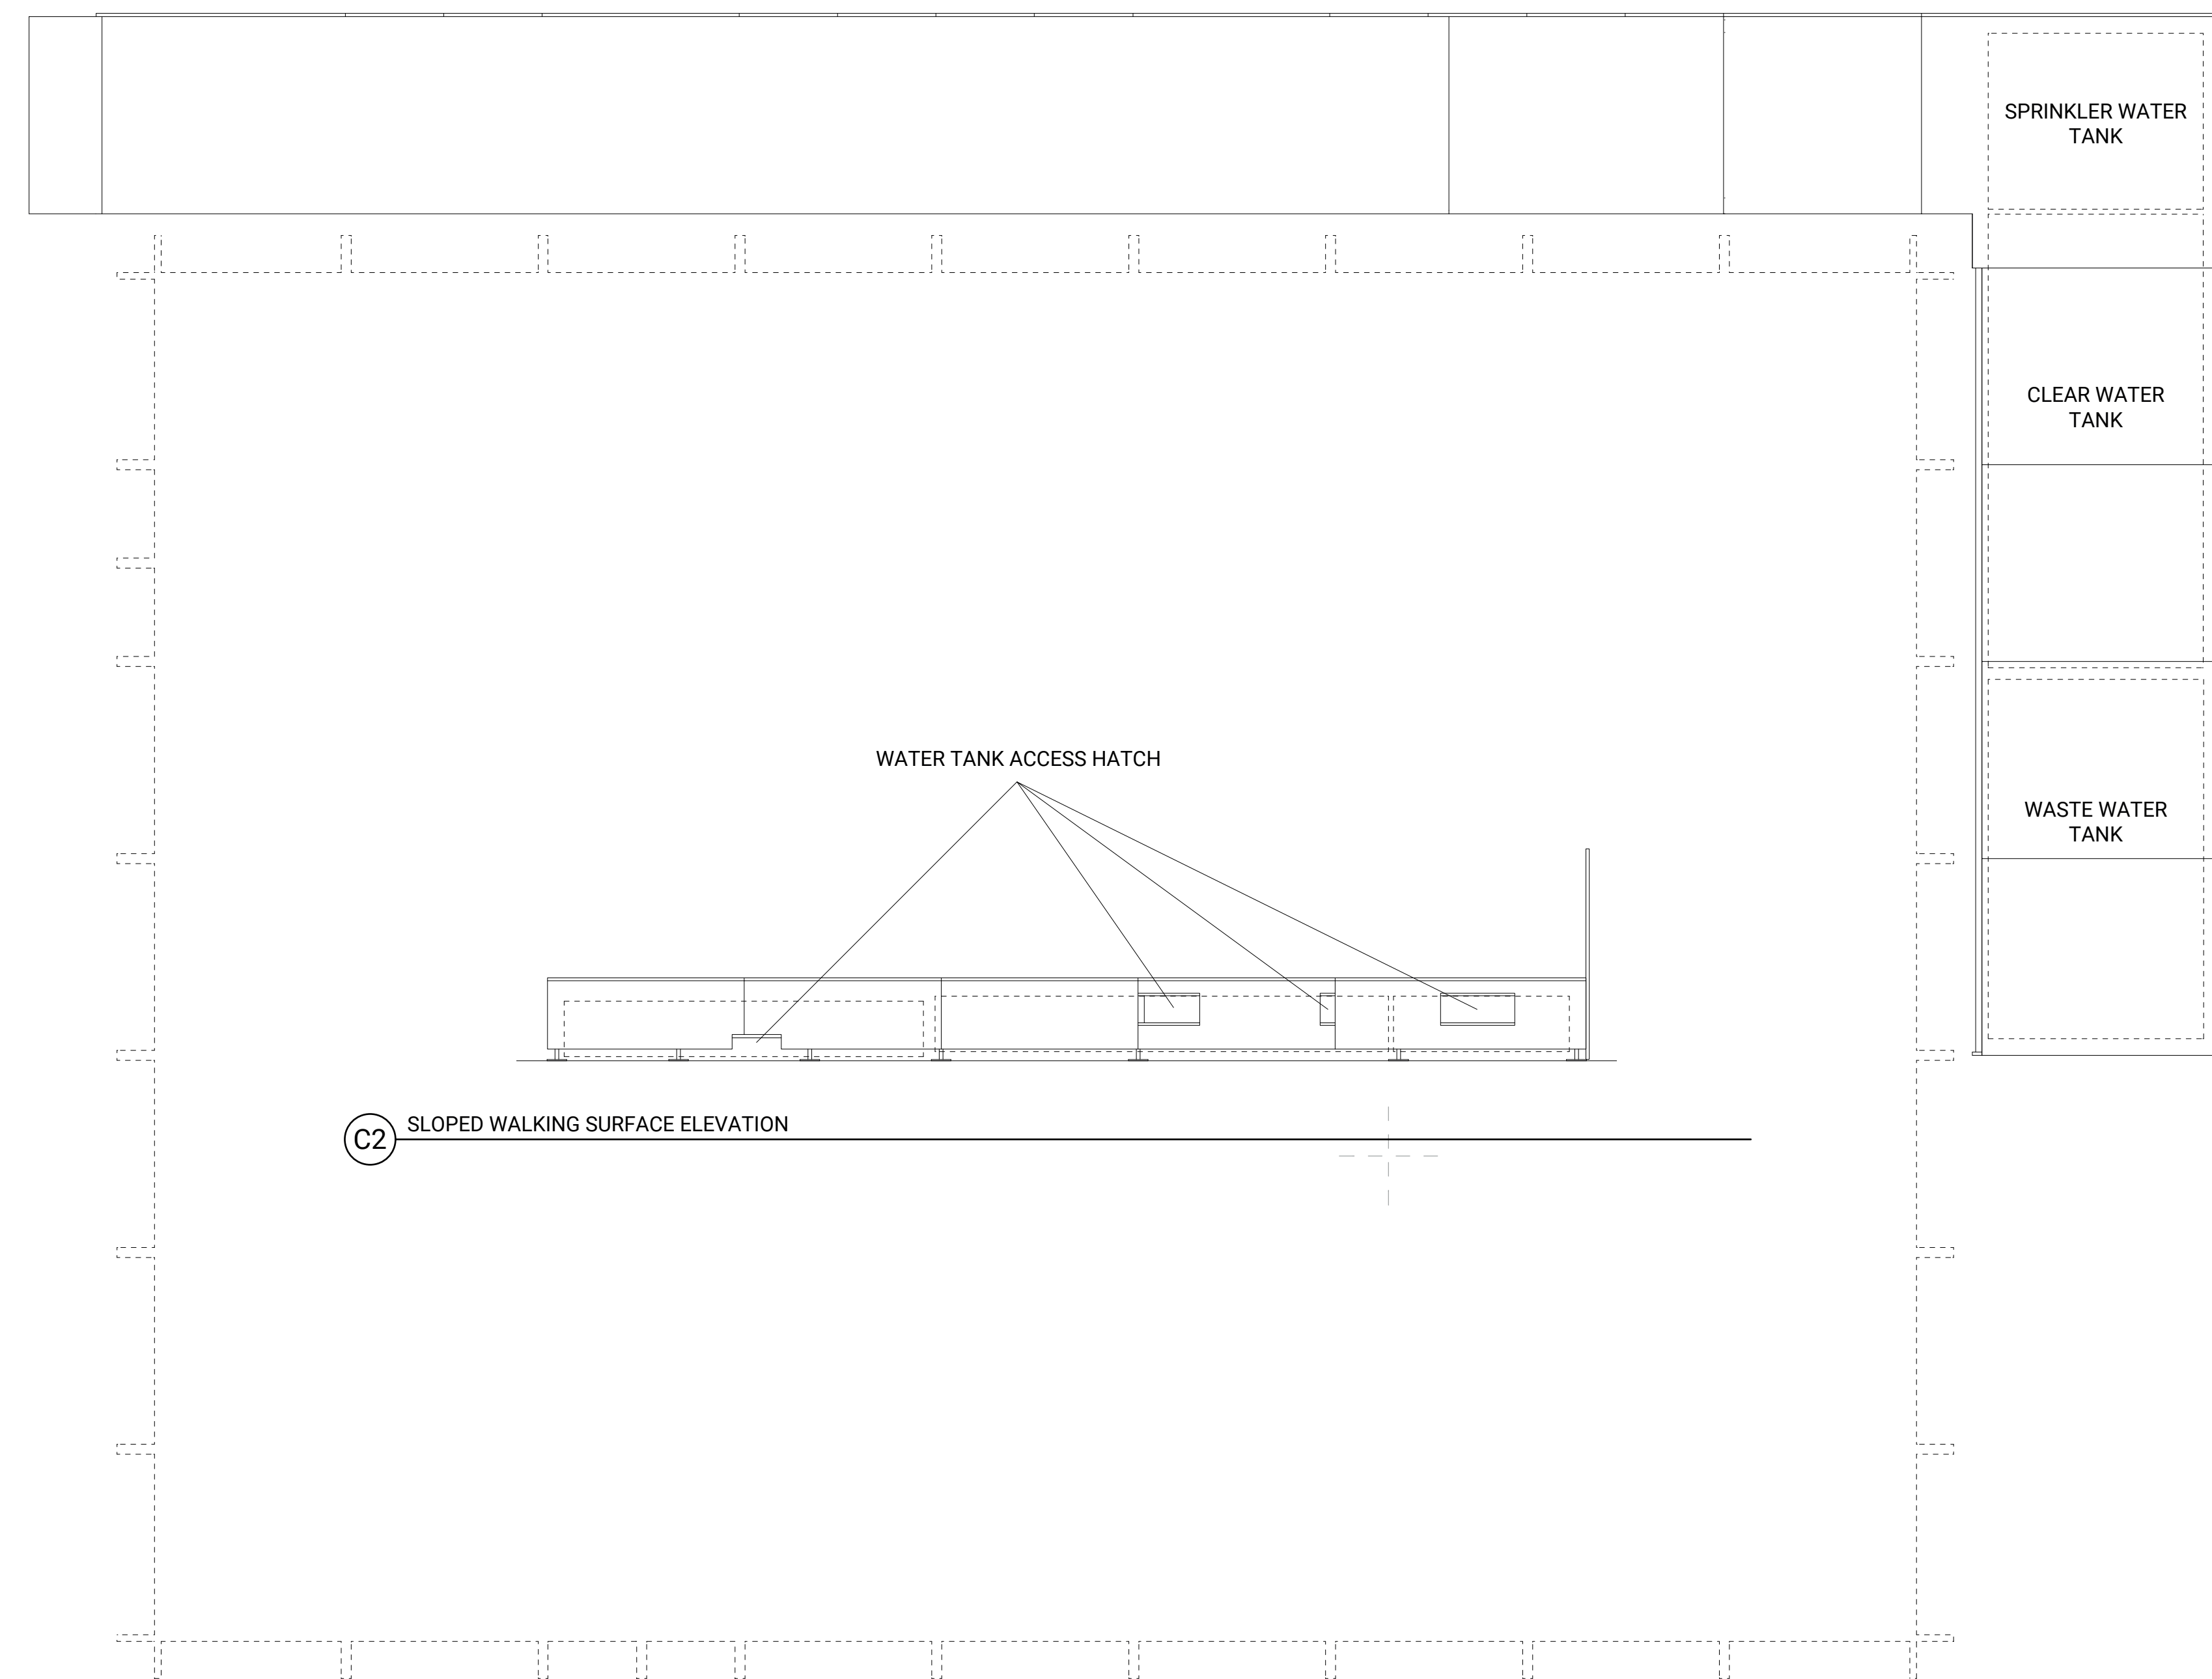 SPRINKLER WATER
TANK
CLEAR WATER
TANK
WATER TANK ACCESS HATCH
WASTE WATER
TANK
C2
SLOPED WALKING SURFACE ELEVATION